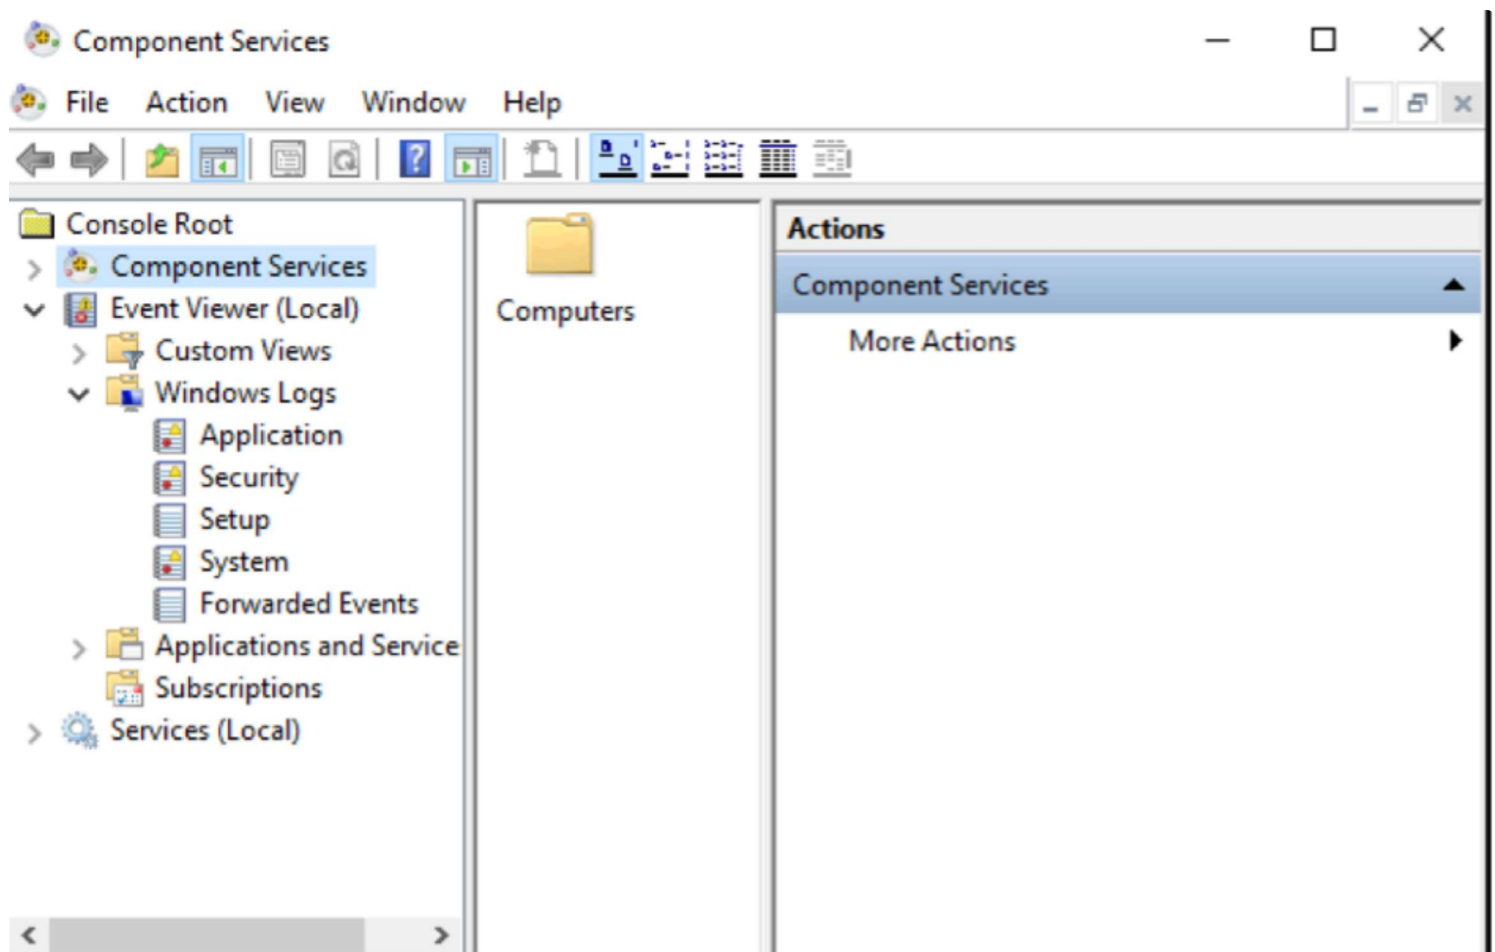 Component Services
File Action View Window Help
Console Root
Component Services
Event Viewer (Local)
Custom Views
Windows Logs
Application
Security
Setup
System
Forwarded Events
Applications and Service
Subscriptions
Services (Local)
Computers
Actions
Component Services
More Actions